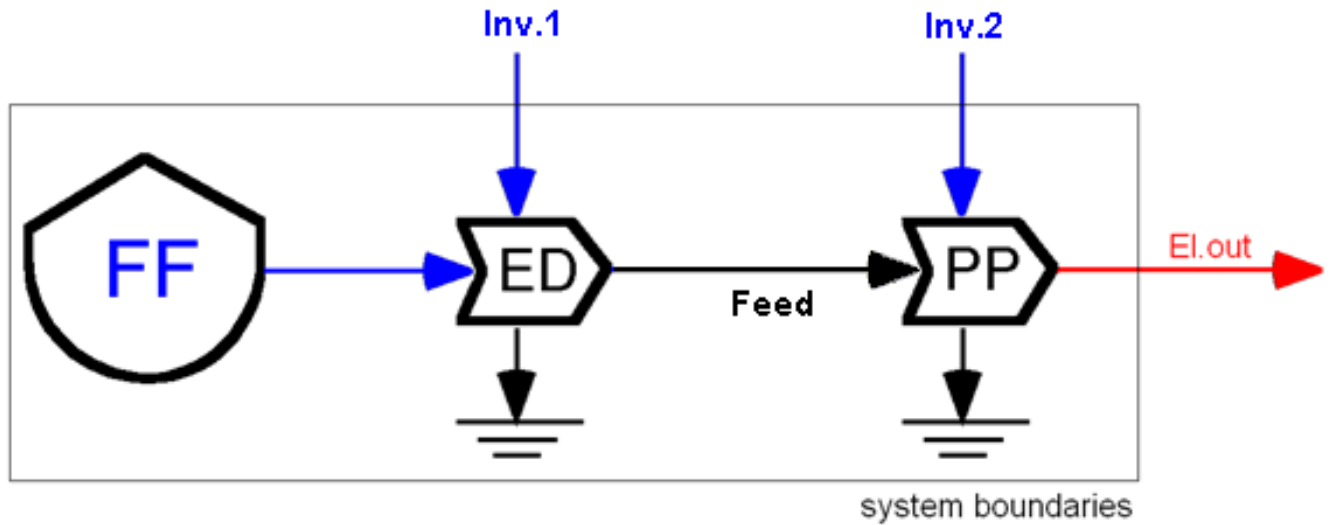 Inv.1
Inv.2
FF
ED
Feed
PP
El.out
system boundaries